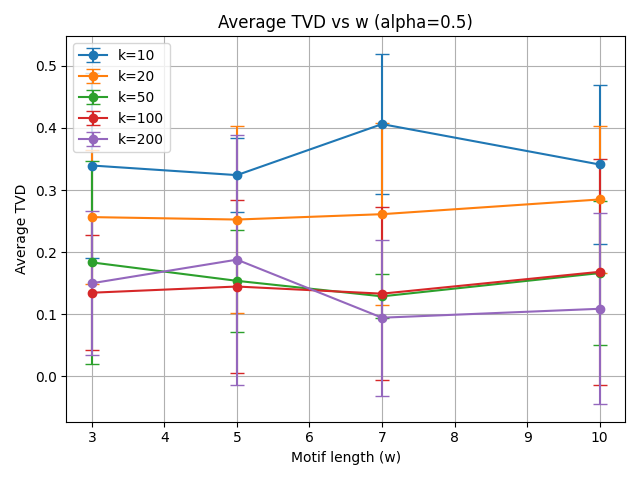 Average TVD vs w (alpha=0.5)
k=10
k=20
k=50
k=100
k=200
Average TVD
0.5
0.4
0.3
0.2
0.1
0.0
3
4
5
6
7
8
9
10
Motif length (w)